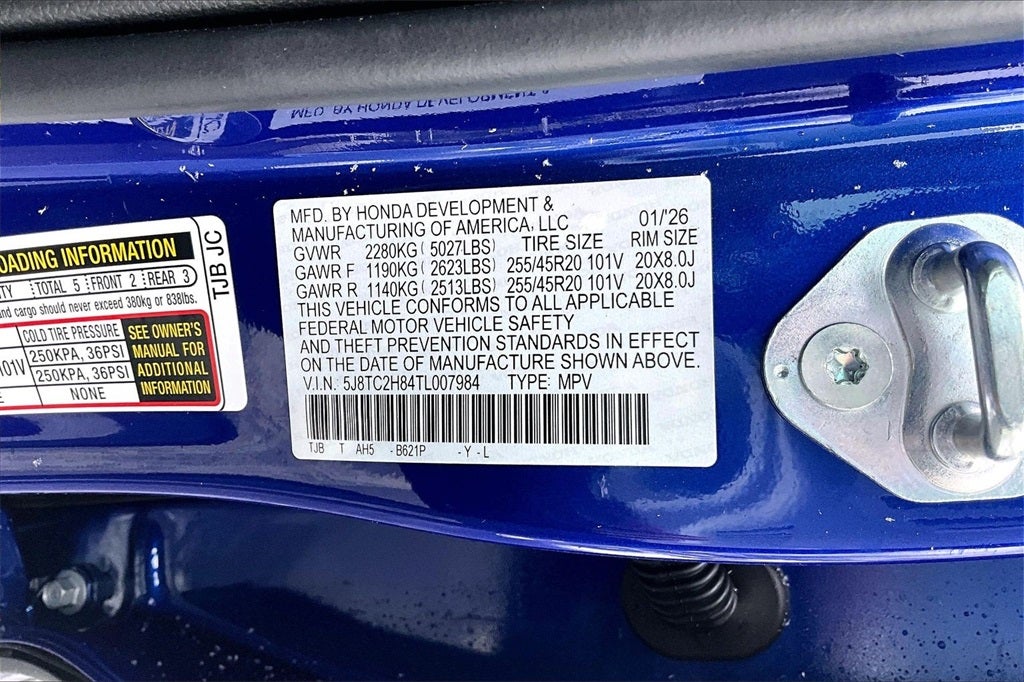 OADING INFORMATION
TY TOTAL 5 FRONT 2 REAR 3
and cargo should never exceed 380kg or 838lbs.
COLD TIRE PRESSURE
101V 250KPA, 36PSI
250KPA, 36PSI
E NONE
SEE OWNER'S
MANUAL FOR
ADDITIONAL
INFORMATION
TJB JC
MFD. BY HONDA DEVELOPMENT &
MANUFACTURING OF AMERICA, LLC 01/'26
GVWR 2280KG (5027LBS) TIRE SIZE RIM SIZE
GAWR F 1190KG (2623LBS) 255/45R20 101V 20X8.0J
GAWR R 1140KG (2513LBS) 255/45R20 101V 20X8.0J
THIS VEHICLE CONFORMS TO ALL APPLICABLE
FEDERAL MOTOR VEHICLE SAFETY
AND THEFT PREVENTION STANDARDS IN EFFECT
ON THE DATE OF MANUFACTURE SHOWN ABOVE.
V.I.N: 5J8TC2H84TL007984 TYPE: MPV
TJB T AH5 - B621P - Y - L